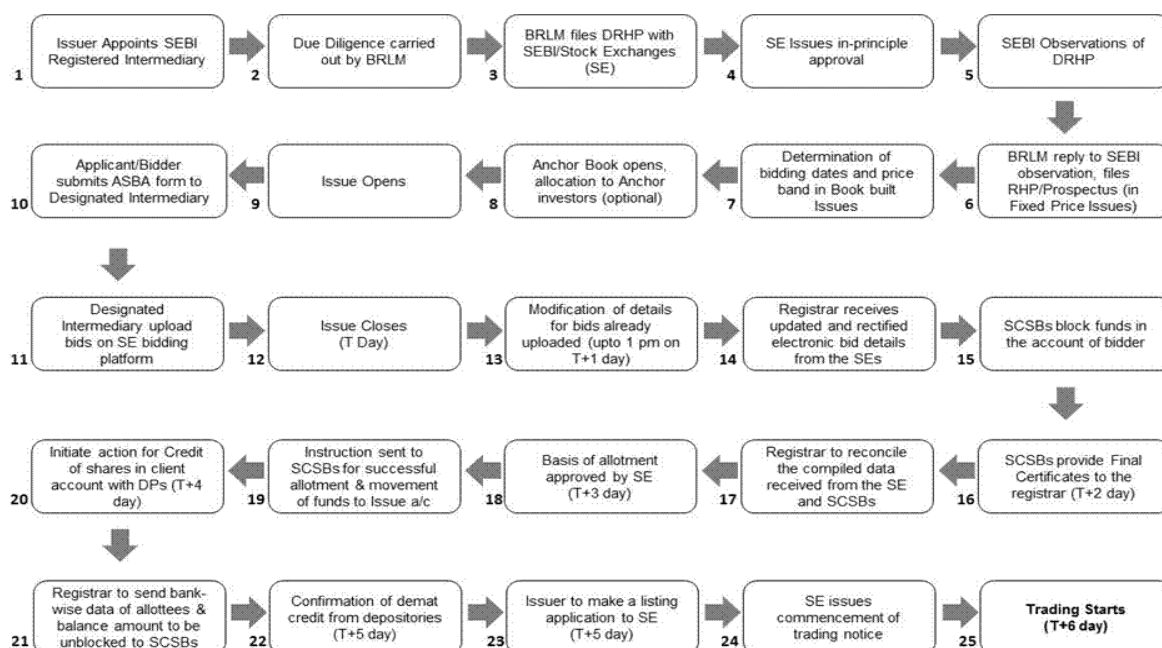 Issuer Appoints SEBI
Registered Intermediary
1
Due Diligence carried
out by BRLM
2
BRLM files DRHP with
SEBI/Stock Exchanges
(SE)
3
SE Issues in-principle
approval
4
SEBI Observations of
DRHP
5
BRLM reply to SEBI
observation, files
RHP/Prospectus (in
Fixed Price Issues)
6
Determination of
bidding dates and price
band in Book built
Issues
7
Anchor Book opens,
allocation to Anchor
investors (optional)
8
Issue Opens
9
Applicant/Bidder
submits ASBA form to
Designated Intermediary
10
Designated
Intermediary upload
bids on SE bidding
platform
11
Issue Closes
(T Day)
12
Modification of details
for bids already
uploaded (upto 1 pm on
T+1 day)
13
Registrar receives
updated and rectified
electronic bid details
from the SEs
14
SCSBs block funds in
the account of bidder
15
SCSBs provide Final
Certificates to the
registrar (T+2 day)
16
Registrar to reconcile
the compiled data
received from the SE
and SCSBs
17
Basis of allotment
approved by SE
(T+3 day)
18
Instruction sent to
SCSBs for successful
allotment & movement
of funds to Issue a/c
19
Initiate action for Credit
of shares in client
account with DPs (T+4
day)
20
Registrar to send bank-
wise data of allottees &
balance amount to be
unblocked to SCSBs
21
Confirmation of demat
credit from depositories
(T+5 day)
22
Issuer to make a listing
application to SE
(T+5 day)
23
SE issues
commencement of
trading notice
24
Trading Starts
(T+6 day)
25